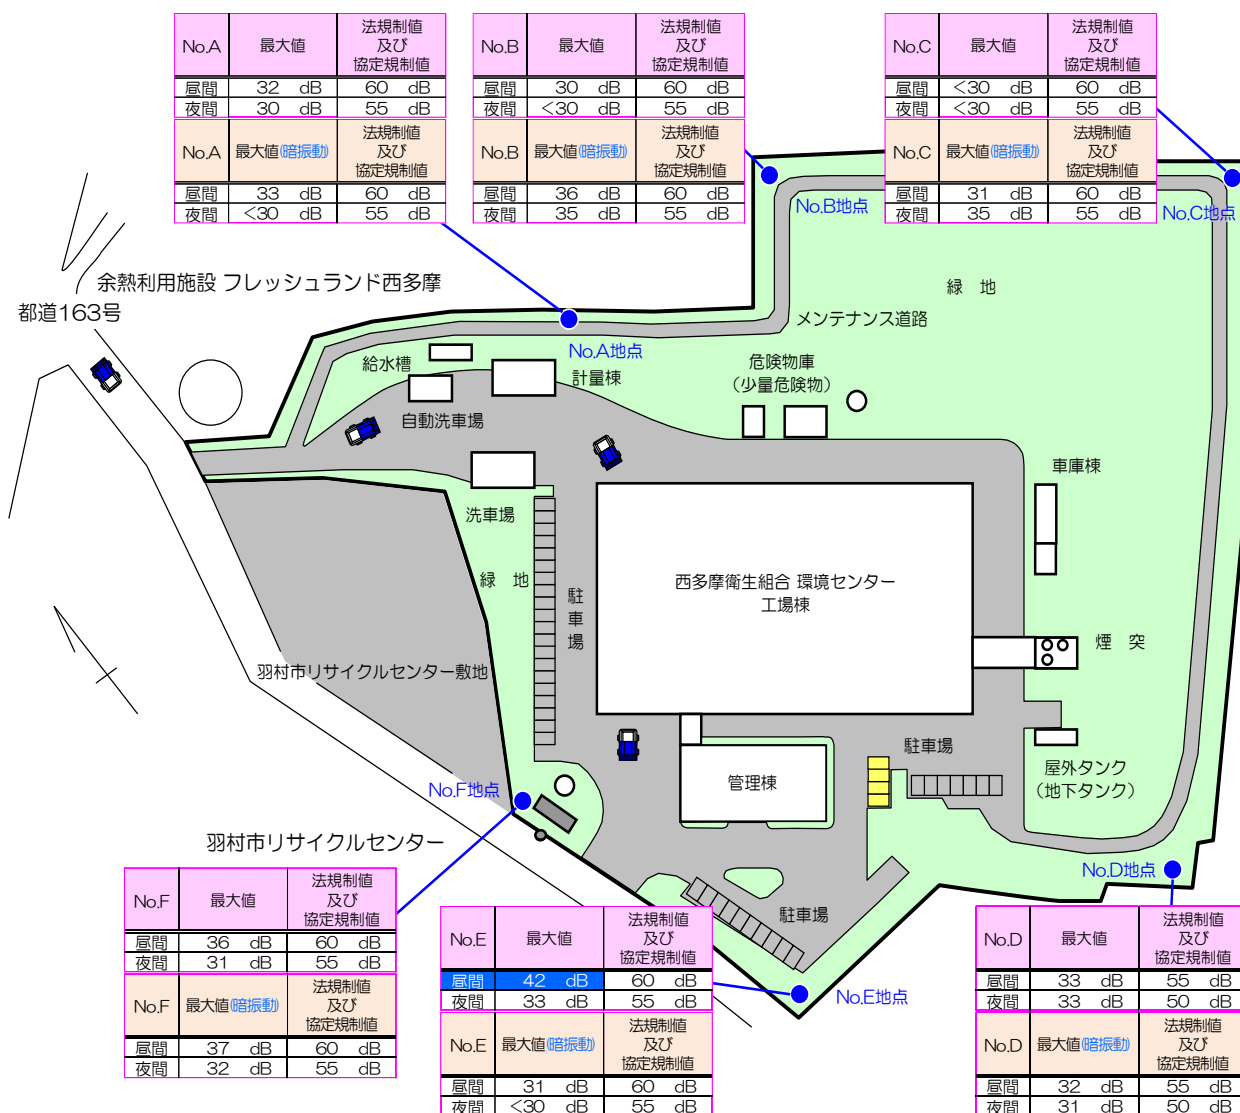 No.A 最大値 法規制値 及び 協定規制値
昼間 32 dB 60 dB
夜間 30 dB 55 dB
No.A 最大値(暗振動) 法規制値 及び 協定規制値
昼間 33 dB 60 dB
夜間 <30 dB 55 dB
No.B 最大値 法規制値 及び 協定規制値
昼間 30 dB 60 dB
夜間 <30 dB 55 dB
No.B 最大値(暗振動) 法規制値 及び 協定規制値
昼間 36 dB 60 dB
夜間 35 dB 55 dB
No.C 最大値 法規制値 及び 協定規制値
昼間 <30 dB 60 dB
夜間 <30 dB 55 dB
No.C 最大値(暗振動) 法規制値 及び 協定規制値
昼間 31 dB 60 dB
夜間 35 dB 55 dB
No.B地点
No.C地点
余熱利用施設 フレッシュランド西多摩
都道163号
緑 地
メンテナンス道路
No.A地点
給水槽
計量棟
危険物庫
（少量危険物）
自動洗車場
車庫棟
洗車場
緑 地
駐車場
西多摩衛生組合 環境センター
工場棟
煙 突
羽村市リサイクルセンター敷地
駐車場
管理棟
屋外タンク
（地下タンク）
No.F地点
羽村市リサイクルセンター
No.D地点
駐車場
No.E地点
No.F 最大値 法規制値 及び 協定規制値
昼間 36 dB 60 dB
夜間 31 dB 55 dB
No.F 最大値(暗振動) 法規制値 及び 協定規制値
昼間 37 dB 60 dB
夜間 32 dB 55 dB
No.E 最大値 法規制値 及び 協定規制値
昼間 42 dB 60 dB
夜間 33 dB 55 dB
No.E 最大値(暗振動) 法規制値 及び 協定規制値
昼間 31 dB 60 dB
夜間 <30 dB 55 dB
No.D 最大値 法規制値 及び 協定規制値
昼間 33 dB 55 dB
夜間 33 dB 50 dB
No.D 最大値(暗振動) 法規制値 及び 協定規制値
昼間 32 dB 55 dB
夜間 31 dB 50 dB